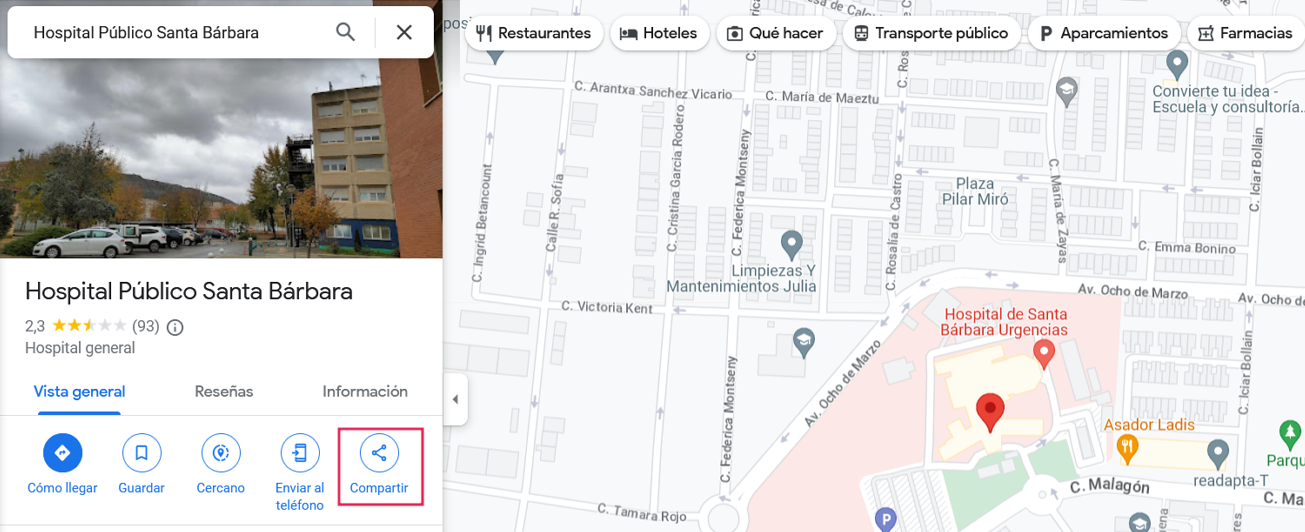 Hospital Público Santa Bárbara
Restaurantes
Hoteles
Qué hacer
Transporte público
Aparcamientos
Farmacias
Hospital Público Santa Bárbara
2,3
(93)
Hospital general
Vista general
Reseñas
Información
Cómo llegar
Guardar
Cercano
Enviar al
teléfono
Compartir
C. Arantxa Sanchez Vicario
C. María de Maeztu
Convierte tu idea -
Escuela y consultoría...
C. Ingrid Betancount
Calle R. Sofía
C. Cristina García Rodero
C. Federica Montseny
C. Rosalía de Castro
Plaza
Pilar Miró
C. María de Zayas
C. Iciar Bollain
C. Emma Bonino
Limpiezas Y
Mantenimientos Julia
C. Victoria Kent
Av. Ocho de Marzo
Av. Ocho de
Hospital de Santa
Bárbara Urgencias
Av. Ocho de Marzo
C. Federica Montseny
C. Iciar Bollain
Asador Ladis
Parqu
readapta-T
C. Malagón
C. Ma
C. Tamara Rojo
P